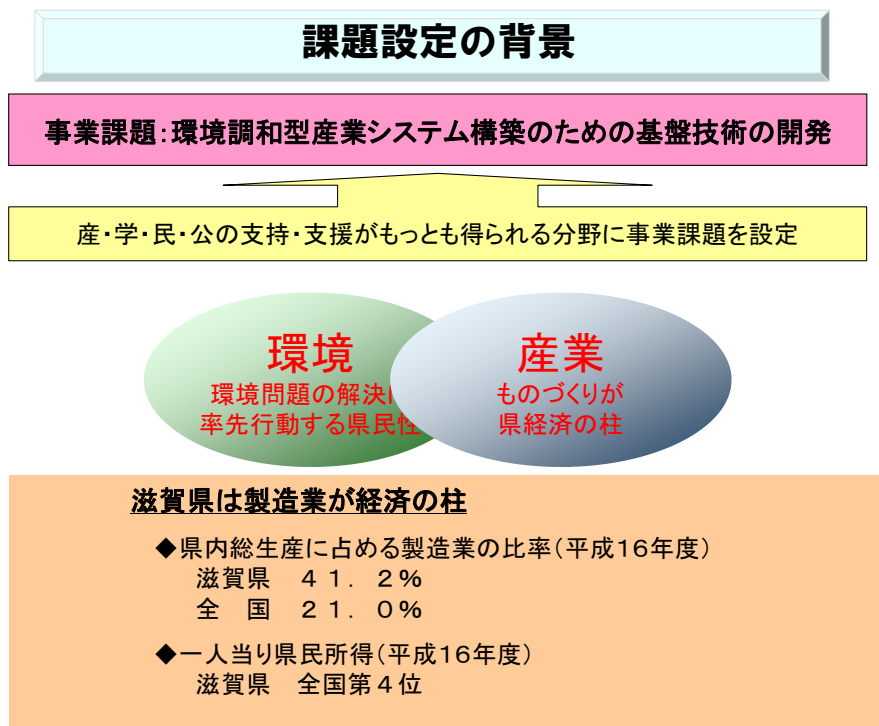 課題設定の背景
事業課題：環境調和型産業システム構築のための基盤技術の開発
産・学・民・公の支持・支援がもっとも得られる分野に事業課題を設定
環境
環境問題の解決に
率先行動する県民性
産業
ものづくりが
県経済の柱
滋賀県は製造業が経済の柱
◆県内総生産に占める製造業の比率（平成16年度）
滋賀県　４１．２％
全　国　２１．０％
◆一人当り県民所得（平成16年度）
滋賀県　全国第４位